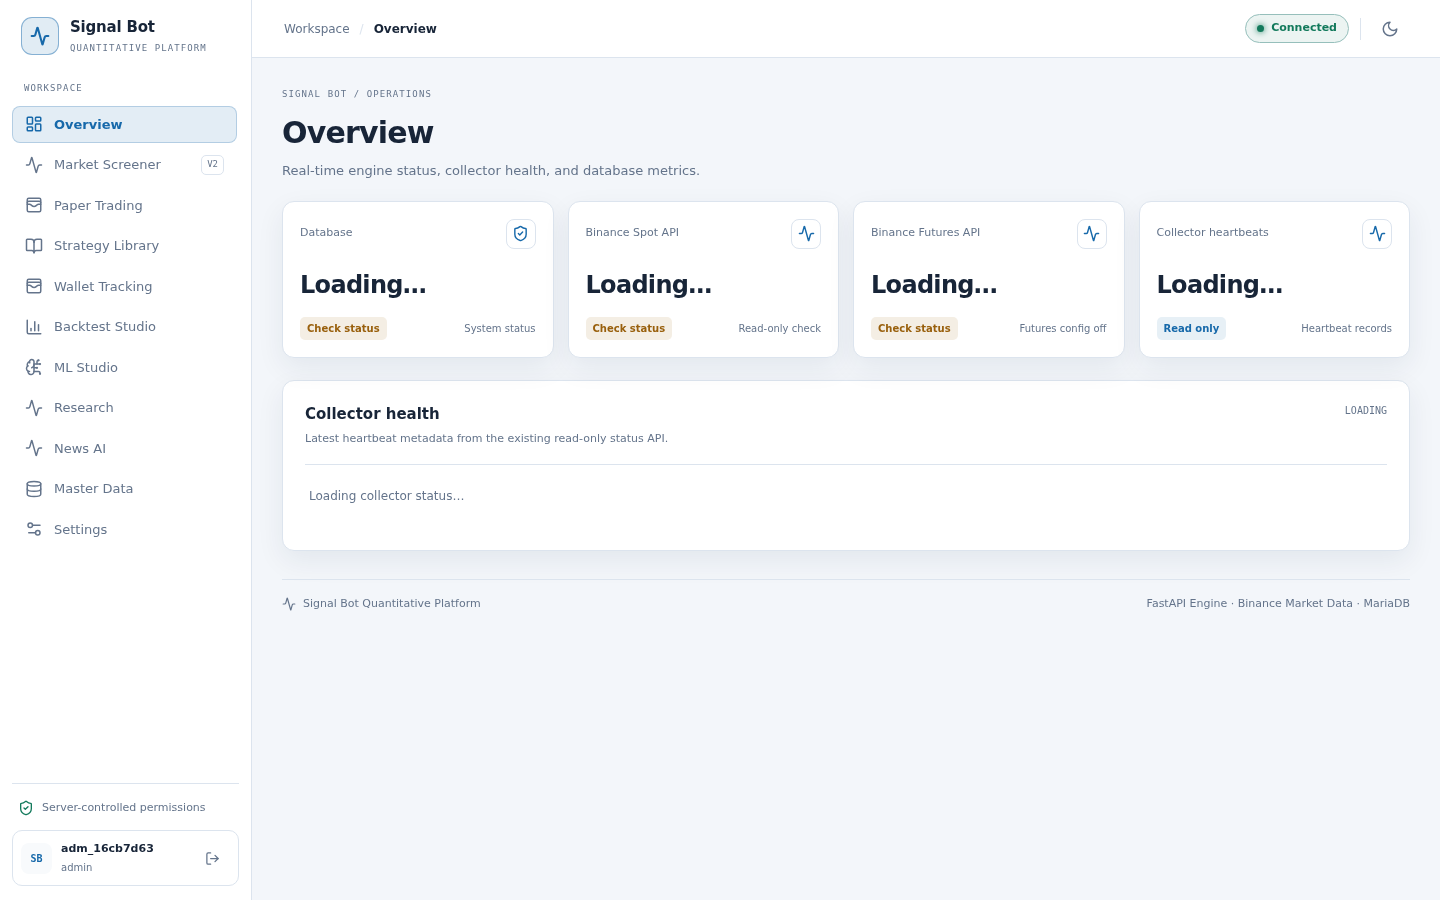 Signal Bot
QUANTITATIVE PLATFORM
WORKSPACE
Overview
Market Screener V2
Paper Trading
Strategy Library
Wallet Tracking
Backtest Studio
ML Studio
Research
News AI
Master Data
Settings
Server-controlled permissions
SB
adm_16cb7d63
admin
Workspace / Overview
Connected
SIGNAL BOT / OPERATIONS
Overview
Real-time engine status, collector health, and database metrics.
Database
Loading...
Check status System status
Binance Spot API
Loading...
Check status Read-only check
Binance Futures API
Loading...
Check status Futures config off
Collector heartbeats
Loading...
Read only Heartbeat records
Collector health
LOADING
Latest heartbeat metadata from the existing read-only status API.
Loading collector status...
Signal Bot Quantitative Platform
FastAPI Engine · Binance Market Data · MariaDB